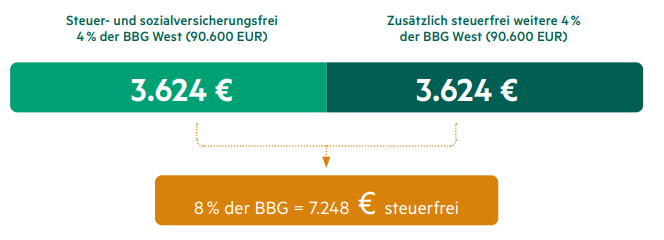 Steuer- und sozialversicherungsfrei
4 % der BBG West (90.600 EUR)
Zusätzlich steuerfrei weitere 4 %
der BBG West (90.600 EUR)
3.624 €
3.624 €
8 % der BBG = 7.248 € steuerfrei